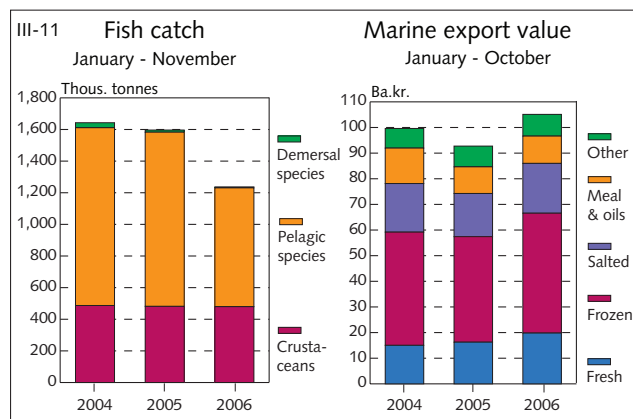 III-11
Fish catch
January - November
Thous. tonnes
1,800
1,600
1,400
1,200
1,000
800
600
400
200
0
2004 2005 2006
Demersal
species
Pelagic
species
Crusta-
ceans
Marine export value
January - October
Ba.kr.
110
100
90
80
70
60
50
40
30
20
10
0
2004 2005 2006
Other
Meal
& oils
Salted
Frozen
Fresh